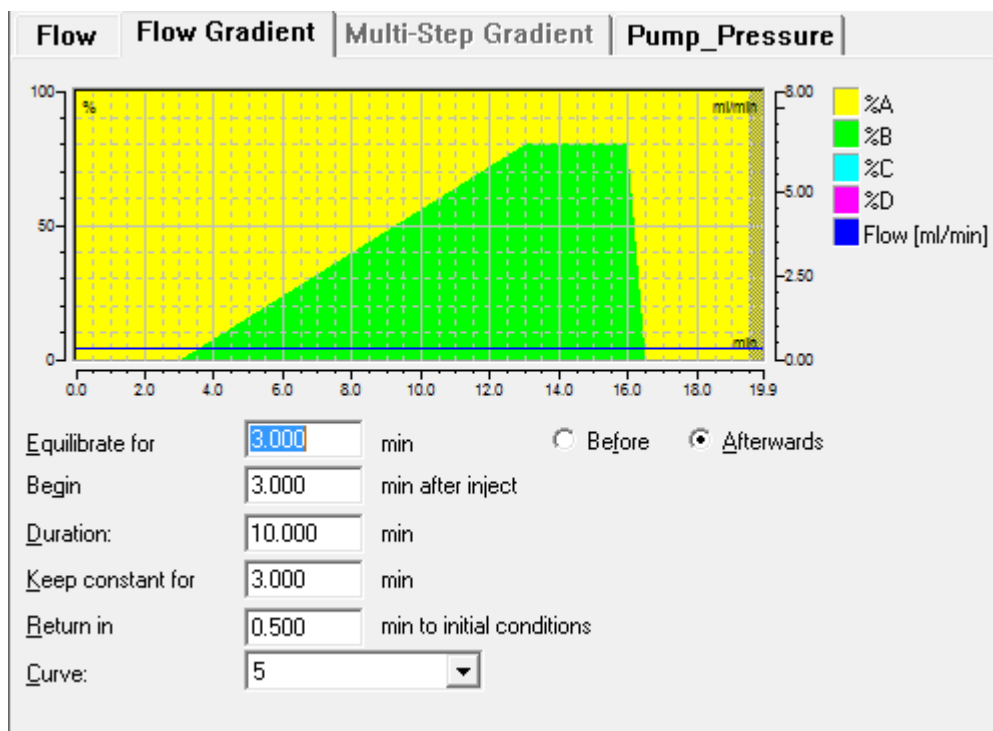 Flow Flow Gradient Multi-Step Gradient Pump_Pressure
100 % ml/min 8.00
%A
%B
%C
%D
Flow [ml/min]
50
5.00
2.50
min
0 0.00
0.0 2.0 4.0 6.0 8.0 10.0 12.0 14.0 16.0 18.0 19.9
Equilibrate for 3.000 min Before Afterwards
Begin 3.000 min after inject
Duration: 10.000 min
Keep constant for 3.000 min
Return in 0.500 min to initial conditions
Curve: 5